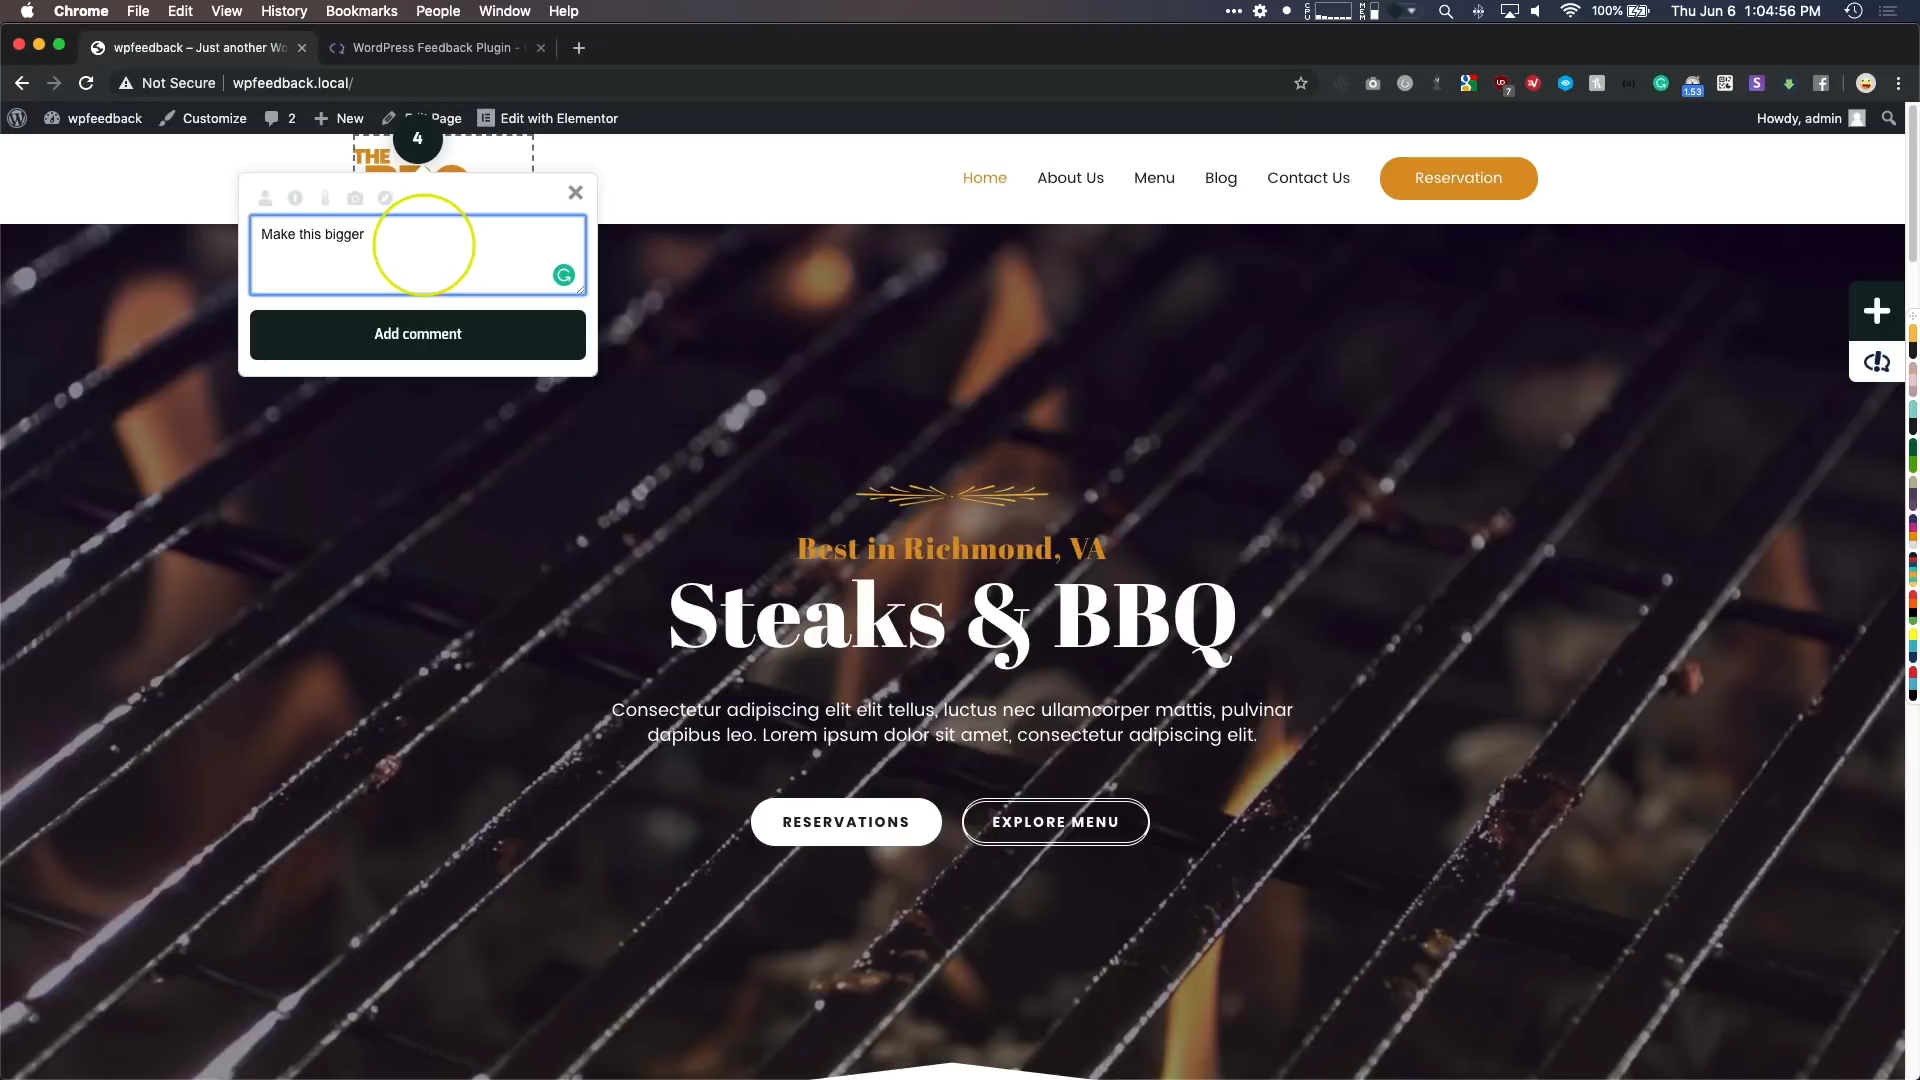 Chrome File Edit View History Bookmarks People Window Help
100% Thu Jun 6 1:04:56 PM
wpfeedback – Just another Wo
WordPress Feedback Plugin -
Not Secure wpfeedback.local/
7
1.53
wpfeedback Customize 2 New Page Edit with Elementor
Howdy, admin
4
THE
Home About Us Menu Blog Contact Us Reservation
Make this bigger
Add comment
Best in Richmond, VA
Steaks & BBQ
Consectetur adipiscing elit elit tellus, luctus nec ullamcorper mattis, pulvinar
dapibus leo. Lorem ipsum dolor sit amet, consectetur adipiscing elit.
RESERVATIONS EXPLORE MENU